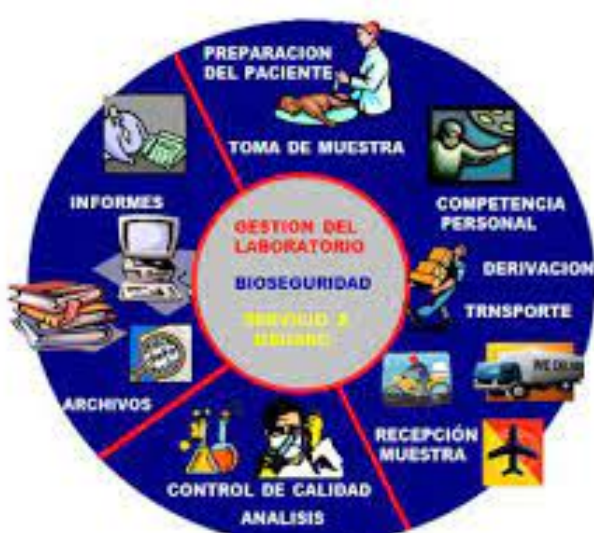 PREPARACION
DEL PACIENTE
TOMA DE MUESTRA
COMPETENCIA
PERSONAL
DERIVACION
TRNSPORTE
RECEPCIÓN
MUESTRA
CONTROL DE CALIDAD
ANALISIS
ARCHIVOS
INFORMES
GESTION DEL
LABORATORIO
BIOSEGURIDAD
SERVICIO